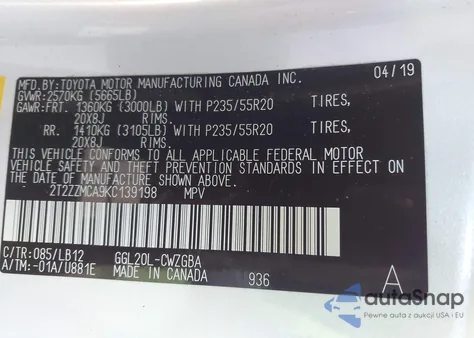 MFD.BY:TOYOTA MOTOR MANUFACTURING CANADA INC. 04/19
GVWR:2570KG (5665LB)
GAWR:FRT. 1360KG (3000LB) WITH P235/55R20 TIRES,
20X8J RIMS,
RR. 1410KG (3105LB) WITH P235/55R20 TIRES,
20X8J RIMS,
THIS VEHICLE CONFORMS TO ALL APPLICABLE FEDERAL MOTOR
VEHICLE SAFETY AND THEFT PREVENTION STANDARDS IN EFFECT ON
THE DATE OF MANUFACTURE SHOWN ABOVE.
2T2ZZMCA9KC139198 MPV
C/TR:085/LB12 GGL20L-CWZGBA
A/TM:-01A/U881E MADE IN CANADA 936 A
autoSnap
Pewne auta z aukcji USA i EU